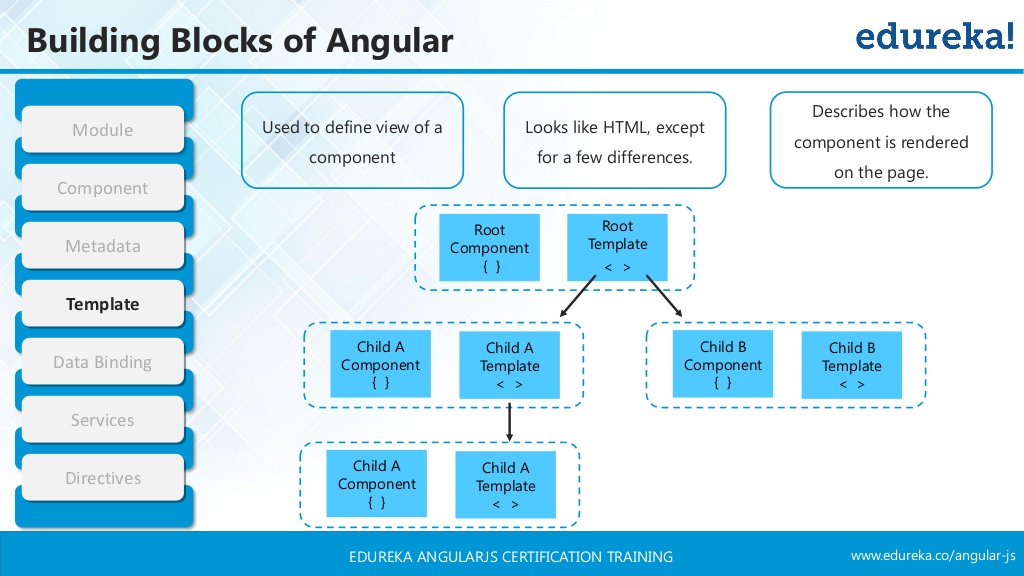 Building Blocks of Angular
edureka!
Module
Component
Metadata
Template
Data Binding
Services
Directives
Used to define view of a
component
Looks like HTML, except
for a few differences.
Describes how the
component is rendered
on the page.
Root
Component
{ }
Root
Template
< >
Child A
Component
{ }
Child A
Template
< >
Child B
Component
{ }
Child B
Template
< >
Child A
Component
{ }
Child A
Template
< >
EDUREKA ANGULARJS CERTIFICATION TRAINING
www.edureka.co/angular-js